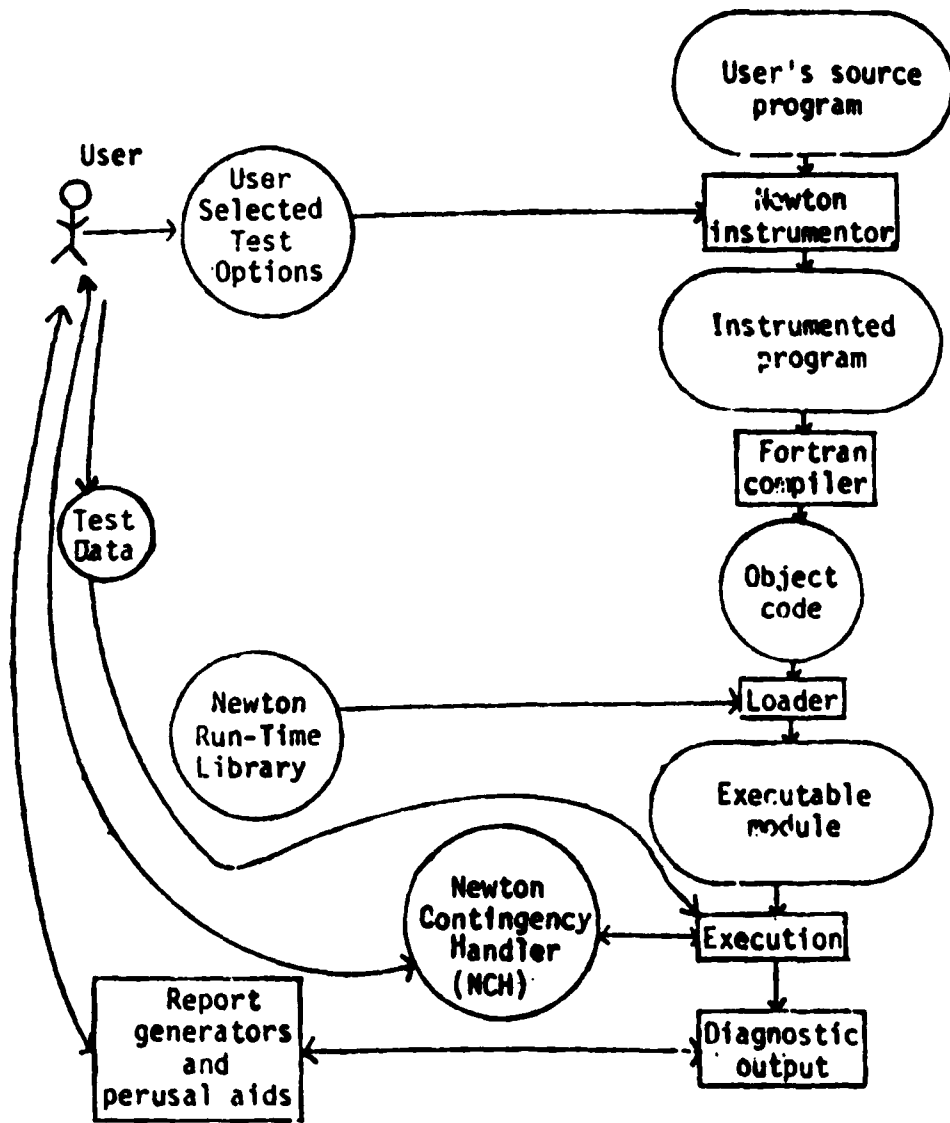 User's source
program
User
User
Selected
Test
Options
Newton
instrumentor
Instrumented
program
Fortran
compiler
Test
Data
Object
code
Newton
Run-Time
Library
Loader
Executable
module
Newton
Contingency
Handler
(NCH)
Execution
Report
generators
and
perusal aids
Diagnostic
output